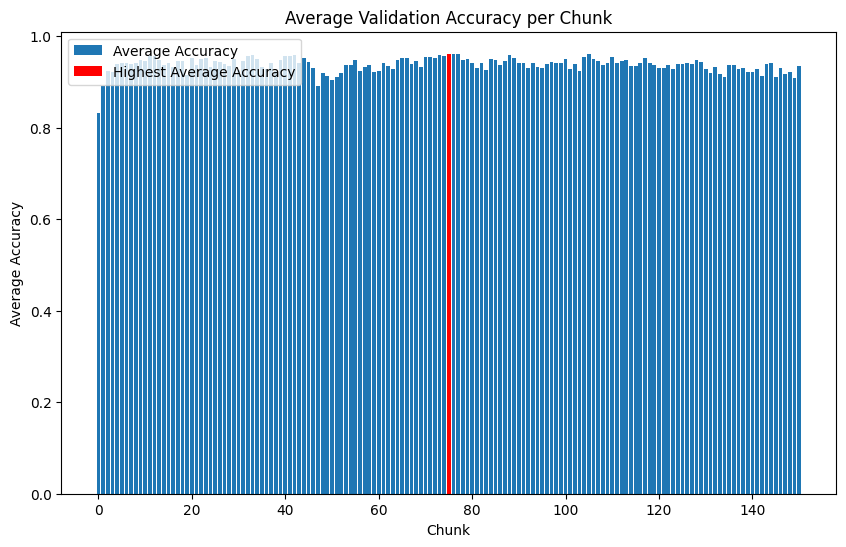 Average Validation Accuracy per Chunk
Average Accuracy
Highest Average Accuracy
Average Accuracy
1.0
0.8
0.6
0.4
0.2
0.0
0 20 40 60 80 100 120 140
Chunk